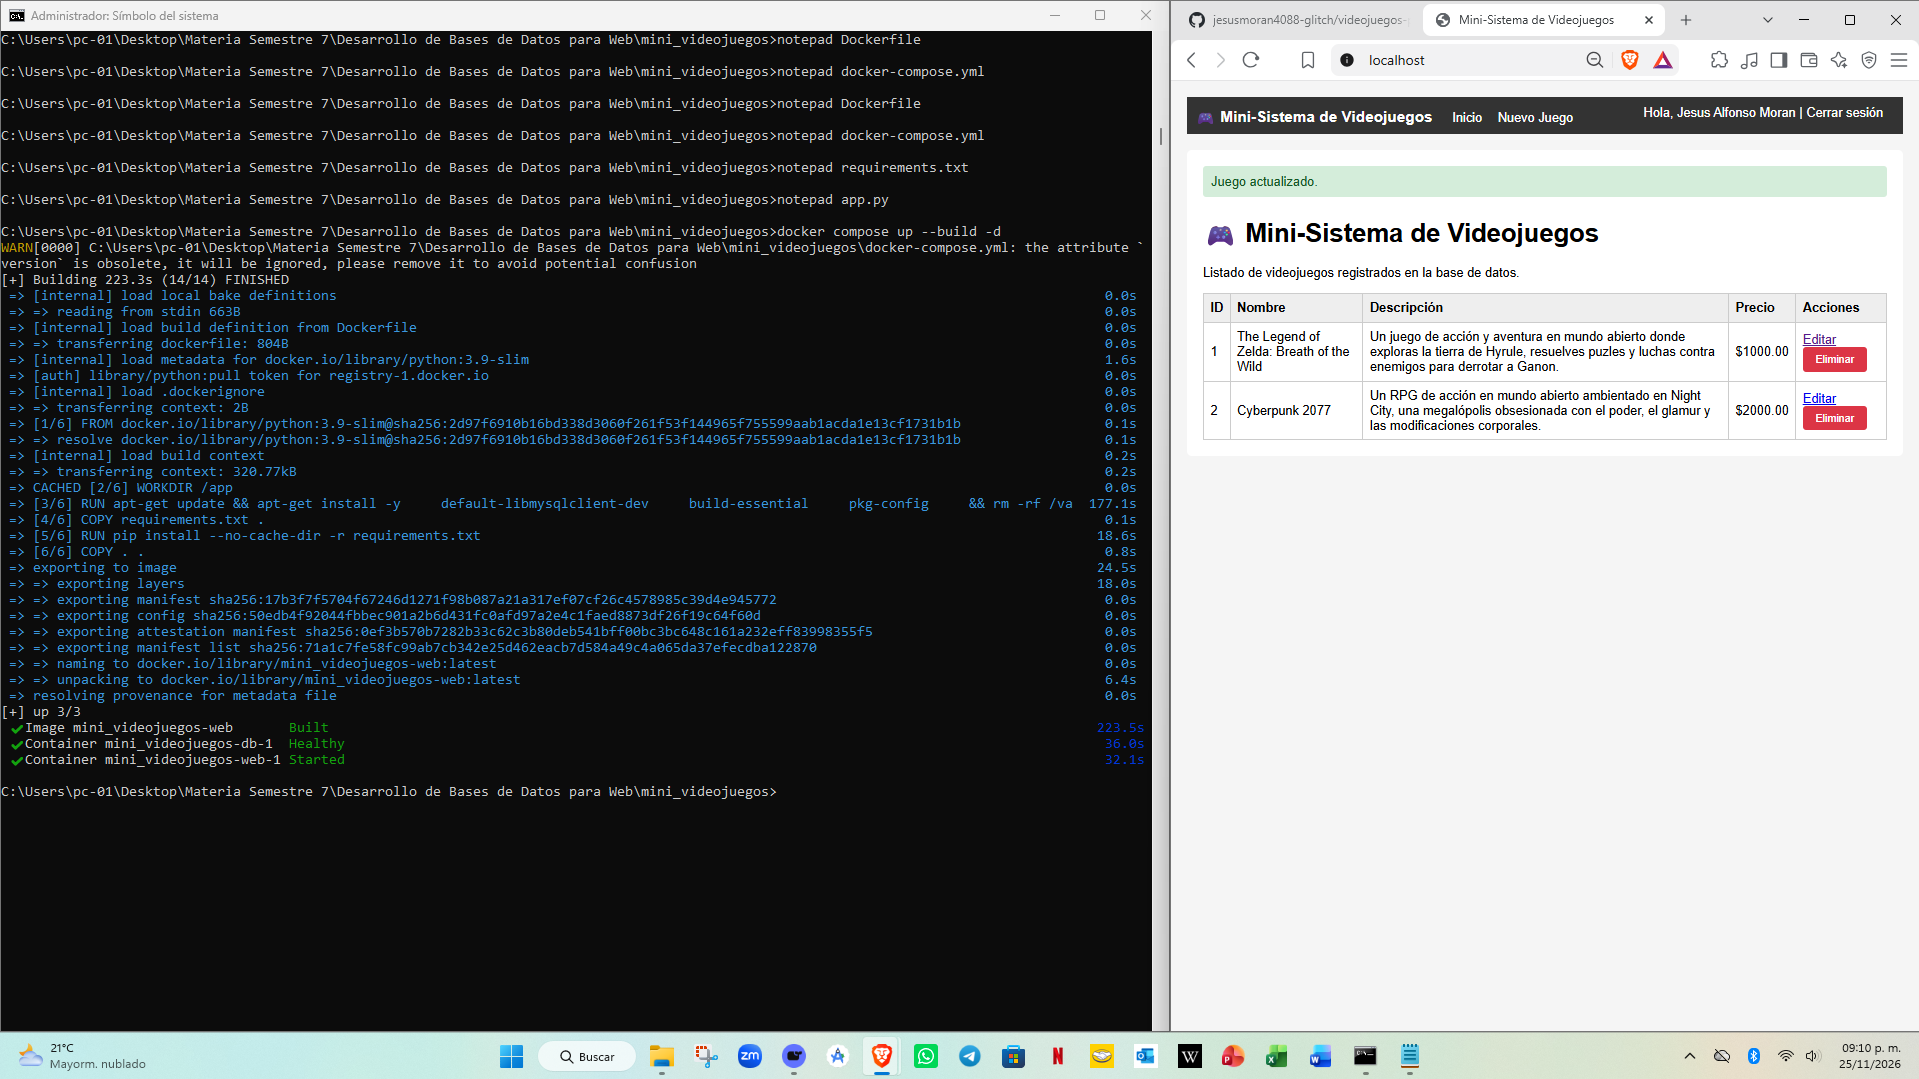 Administrador: Símbolo del sistema
C:\Users\pc-01\Desktop\Materia Semestre 7\Desarrollo de Bases de Datos para Web\mini_videojuegos>notepad Dockerfile
C:\Users\pc-01\Desktop\Materia Semestre 7\Desarrollo de Bases de Datos para Web\mini_videojuegos>notepad docker-compose.yml
C:\Users\pc-01\Desktop\Materia Semestre 7\Desarrollo de Bases de Datos para Web\mini_videojuegos>notepad Dockerfile
C:\Users\pc-01\Desktop\Materia Semestre 7\Desarrollo de Bases de Datos para Web\mini_videojuegos>notepad docker-compose.yml
C:\Users\pc-01\Desktop\Materia Semestre 7\Desarrollo de Bases de Datos para Web\mini_videojuegos>notepad requirements.txt
C:\Users\pc-01\Desktop\Materia Semestre 7\Desarrollo de Bases de Datos para Web\mini_videojuegos>notepad app.py
C:\Users\pc-01\Desktop\Materia Semestre 7\Desarrollo de Bases de Datos para Web\mini_videojuegos>docker compose up --build -d
WARN[0000] C:\Users\pc-01\Desktop\Materia Semestre 7\Desarrollo de Bases de Datos para Web\mini_videojuegos\docker-compose.yml: the attribute `
version` is obsolete, it will be ignored, please remove it to avoid potential confusion
[+] Building 223.3s (14/14) FINISHED
=> [internal] load local bake definitions 0.0s
=> => reading from stdin 663B 0.0s
=> [internal] load build definition from Dockerfile 0.0s
=> => transferring dockerfile: 804B 0.0s
=> [internal] load metadata for docker.io/library/python:3.9-slim 1.6s
=> [auth] library/python:pull token for registry-1.docker.io 0.0s
=> [internal] load .dockerignore 0.0s
=> => transferring context: 2B 0.0s
=> [1/6] FROM docker.io/library/python:3.9-slim@sha256:2d97f6910b16bd338d3060f261f53f144965f755599aab1acda1e13cf1731b1b 0.1s
=> => resolve docker.io/library/python:3.9-slim@sha256:2d97f6910b16bd338d3060f261f53f144965f755599aab1acda1e13cf1731b1b 0.1s
=> [internal] load build context 0.2s
=> => transferring context: 320.77kB 0.2s
=> CACHED [2/6] WORKDIR /app 0.0s
=> [3/6] RUN apt-get update && apt-get install -y default-libmysqlclient-dev build-essential pkg-config && rm -rf /va 177.1s
=> [4/6] COPY requirements.txt . 0.1s
=> [5/6] RUN pip install --no-cache-dir -r requirements.txt 18.6s
=> [6/6] COPY . . 0.8s
=> exporting to image 24.5s
=> => exporting layers 18.0s
=> => exporting manifest sha256:17b3f7f5704f67246d1271f98b087a21a317ef07cf26c4578985c39d4e945772 0.0s
=> => exporting config sha256:50edb4f92044fbbec901a2b6d431fc0afd97a2e4c1faed8873df26f19c64f60d 0.0s
=> => exporting attestation manifest sha256:0ef3b570b7282b33c62c3b80deb541bff00bc3bc648c161a232eff83998355f5 0.0s
=> => exporting manifest list sha256:71a1c7fe58fc99ab7cb342e25d462eacb7d584a49c4a065da37efecdba122870 0.0s
=> => naming to docker.io/library/mini_videojuegos-web:latest 0.0s
=> => unpacking to docker.io/library/mini_videojuegos-web:latest 6.4s
=> resolving provenance for metadata file 0.0s
[+] up 3/3
Image mini_videojuegos-web Built 223.5s
Container mini_videojuegos-db-1 Healthy 36.0s
Container mini_videojuegos-web-1 Started 32.1s
C:\Users\pc-01\Desktop\Materia Semestre 7\Desarrollo de Bases de Datos para Web\mini_videojuegos>
jesusmoran4088-glitch/videojuegos-
Mini-Sistema de Videojuegos
localhost
Mini-Sistema de Videojuegos Inicio Nuevo Juego Hola, Jesus Alfonso Moran | Cerrar sesión
Juego actualizado.
Mini-Sistema de Videojuegos
Listado de videojuegos registrados en la base de datos.
ID Nombre Descripción Precio Acciones
1 The Legend of Zelda: Breath of the Wild Un juego de acción y aventura en mundo abierto donde exploras la tierra de Hyrule, resuelves puzles y luchas contra enemigos para derrotar a Ganon. $1000.00 Editar Eliminar
2 Cyberpunk 2077 Un RPG de acción en mundo abierto ambientado en Night City, una megalópolis obsesionada con el poder, el glamur y las modificaciones corporales. $2000.00 Editar Eliminar
21°C
Mayorm. nublado
Buscar
zm
N
W
09:10 p. m.
25/11/2026